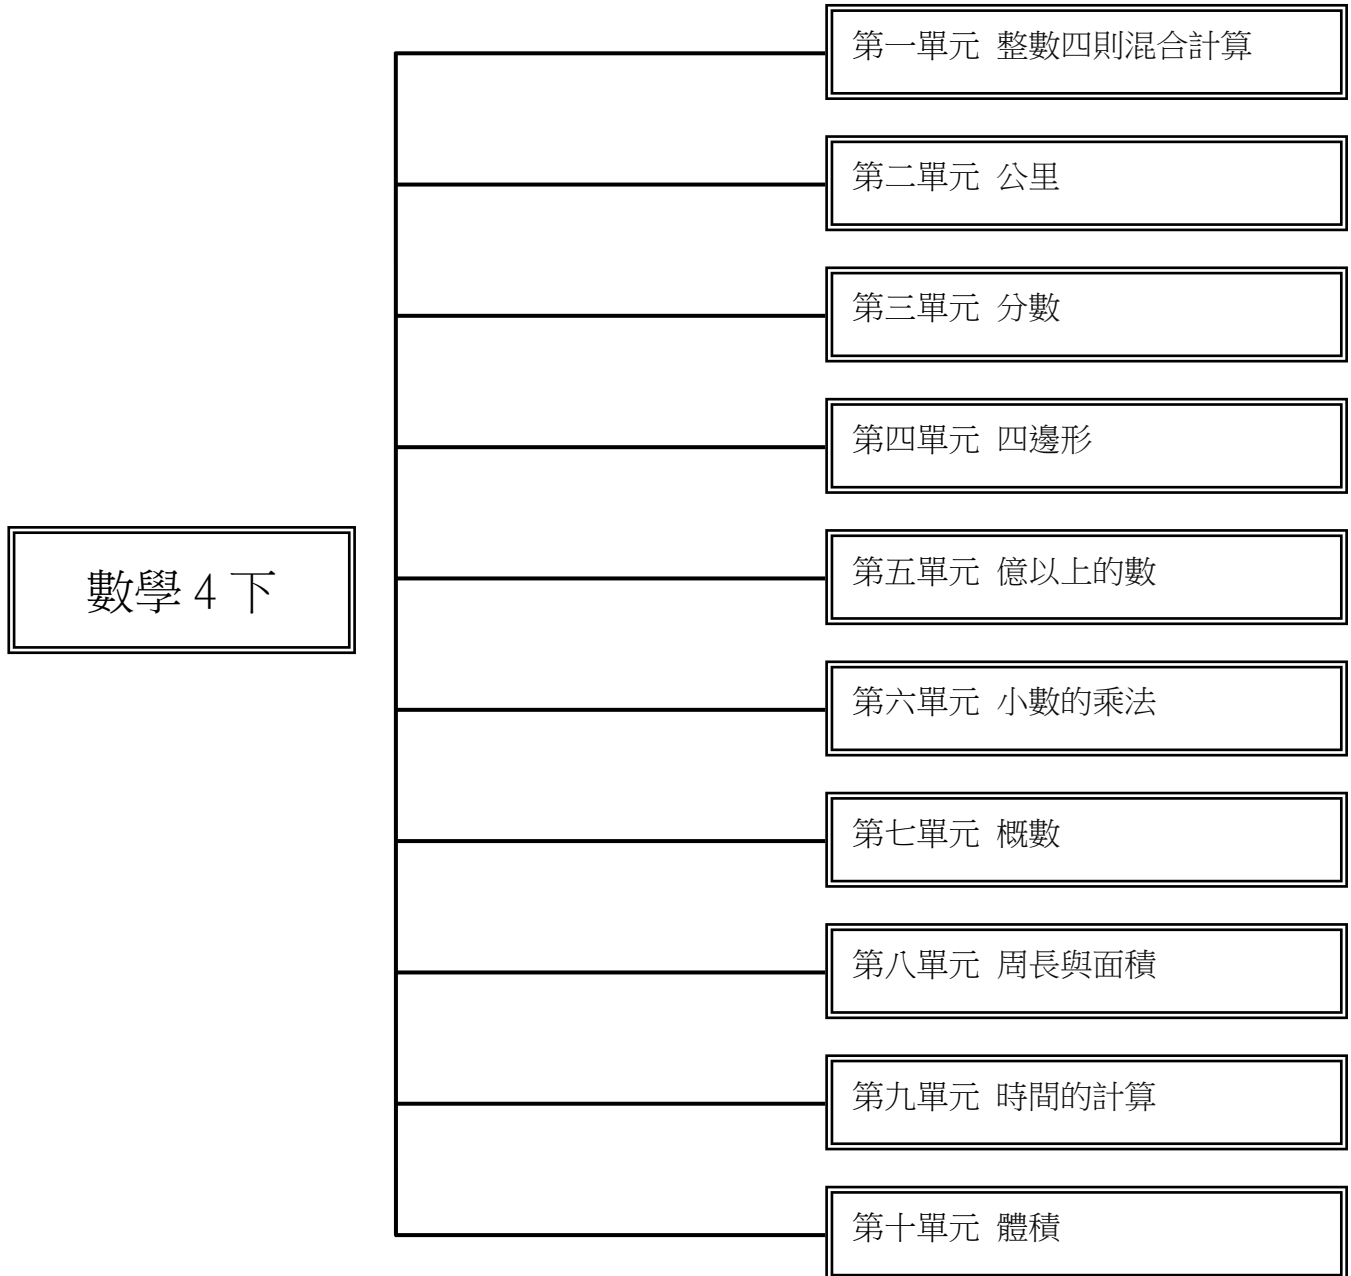 第一單元 整數四則混合計算
第二單元 公里
第三單元 分數
第四單元 四邊形
數學 4 下
第五單元 億以上的數
第六單元 小數的乘法
第七單元 概數
第八單元 周長與面積
第九單元 時間的計算
第十單元 體積